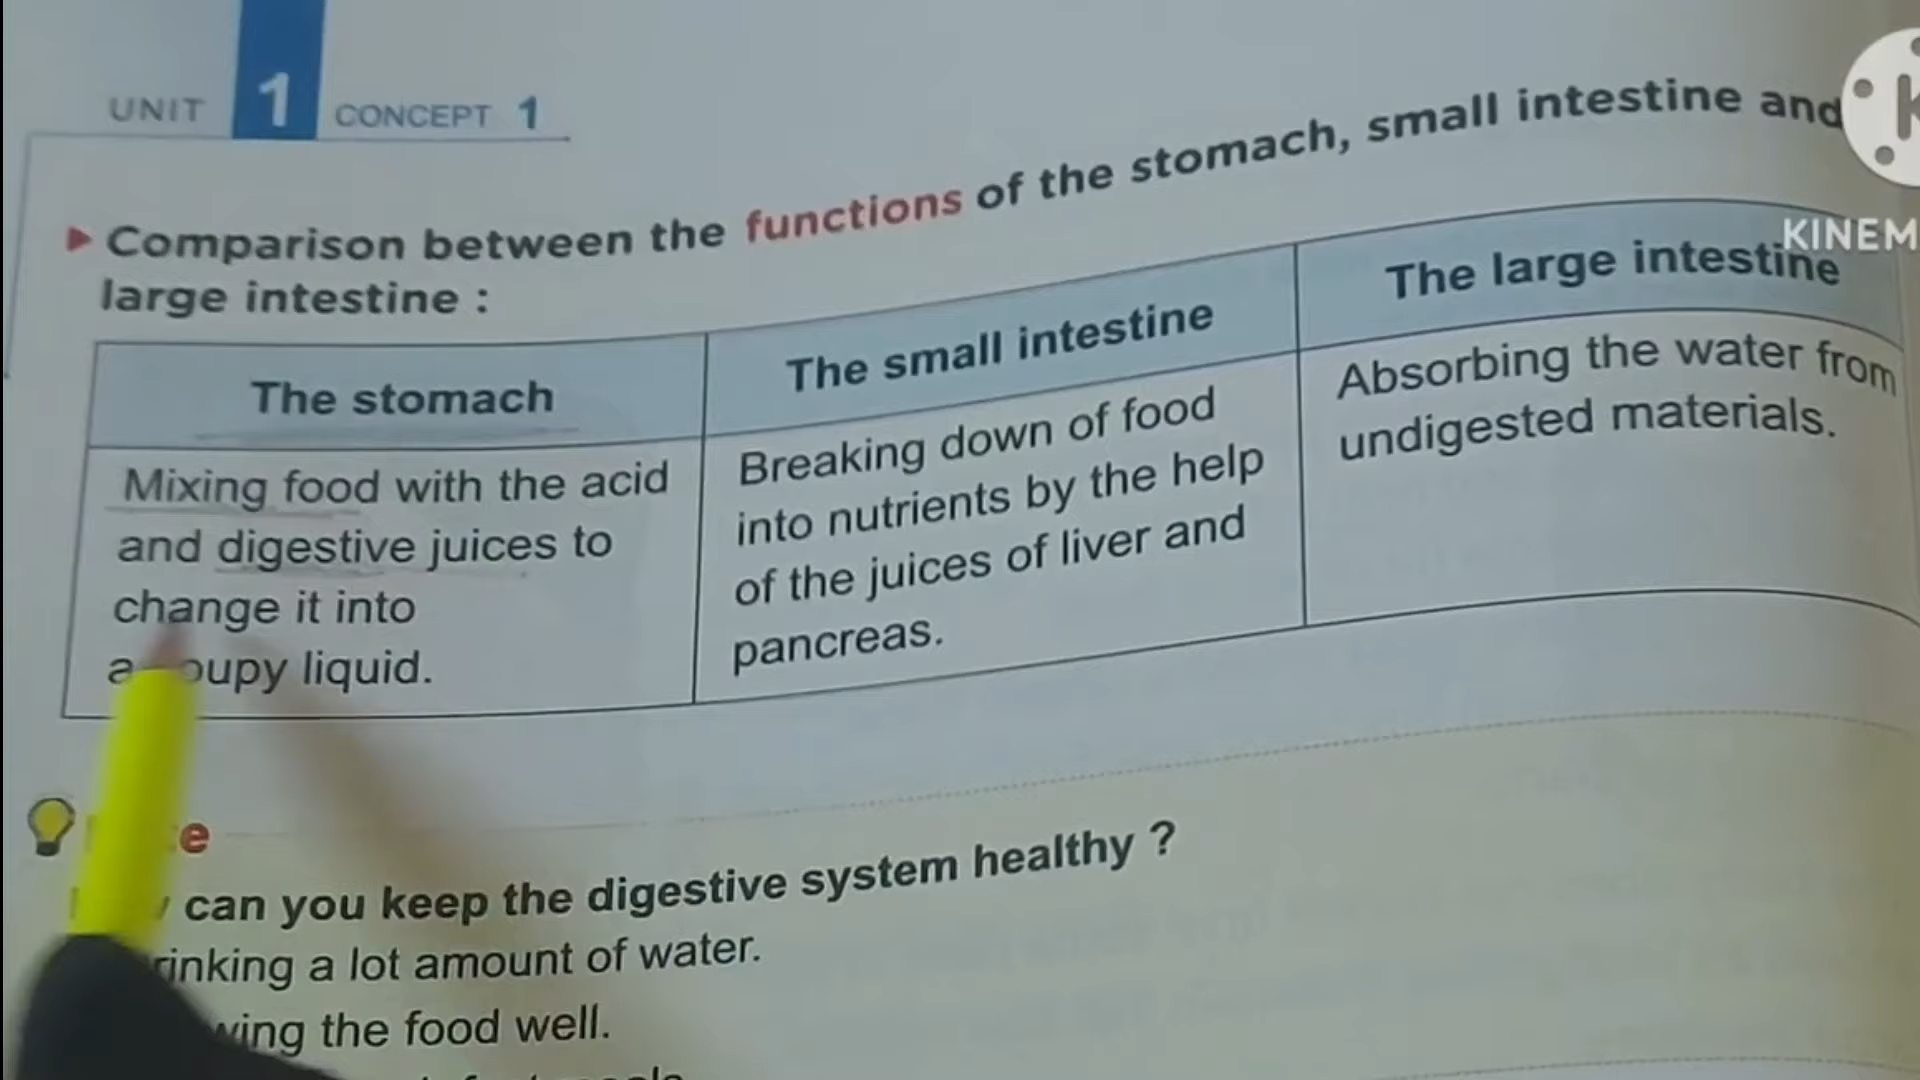 UNIT 1 CONCEPT 1
KINEM
Comparison between the functions of the stomach, small intestine and
large intestine :
The stomach
Mixing food with the acid
and digestive juices to
change it into
a soupy liquid.
The small intestine
Breaking down of food
into nutrients by the help
of the juices of liver and
pancreas.
The large intestine
Absorbing the water from
undigested materials.
can you keep the digestive system healthy ?
a lot amount of water.
the food well.